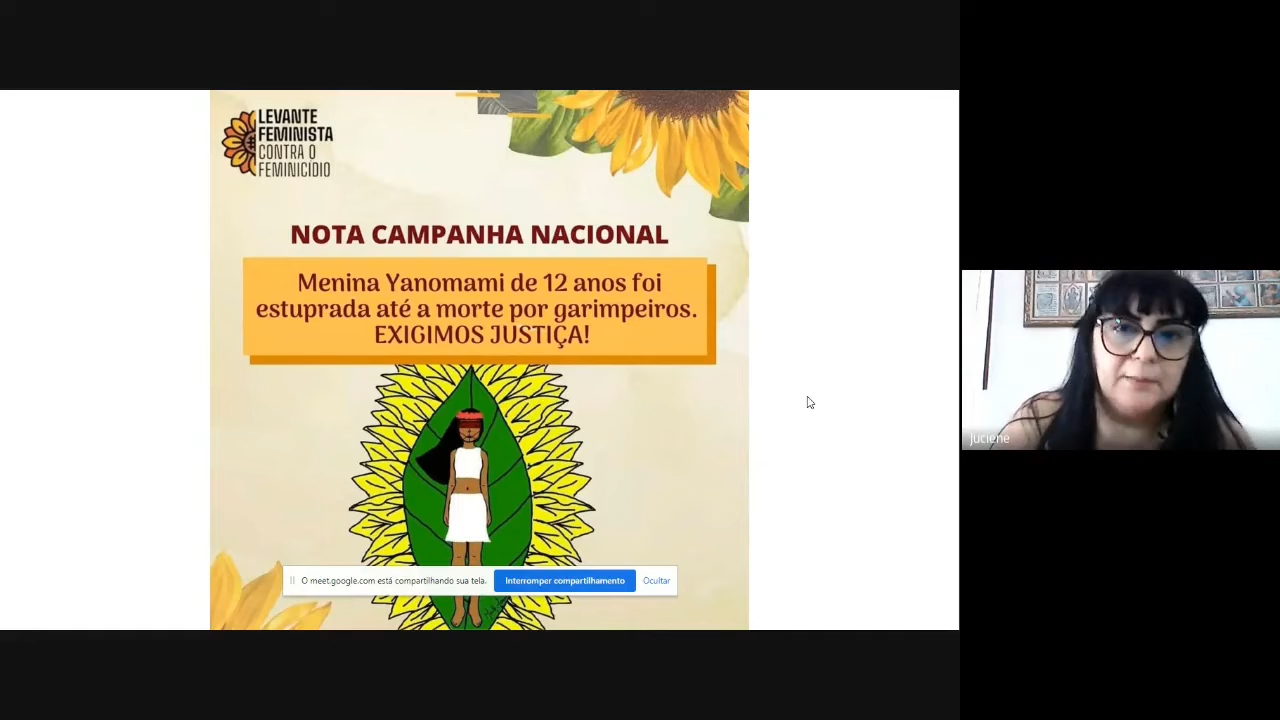 LEVANTE
FEMINISTA
CONTRA O
FEMINICÍDIO
NOTA CAMPANHA NACIONAL
Menina Yanomami de 12 anos foi
estuprada até a morte por garimpeiros.
EXIGIMOS JUSTIÇA!
O meet.google.com está compartilhando sua tela.
Interromper compartilhamento
Ocultar
Juciene